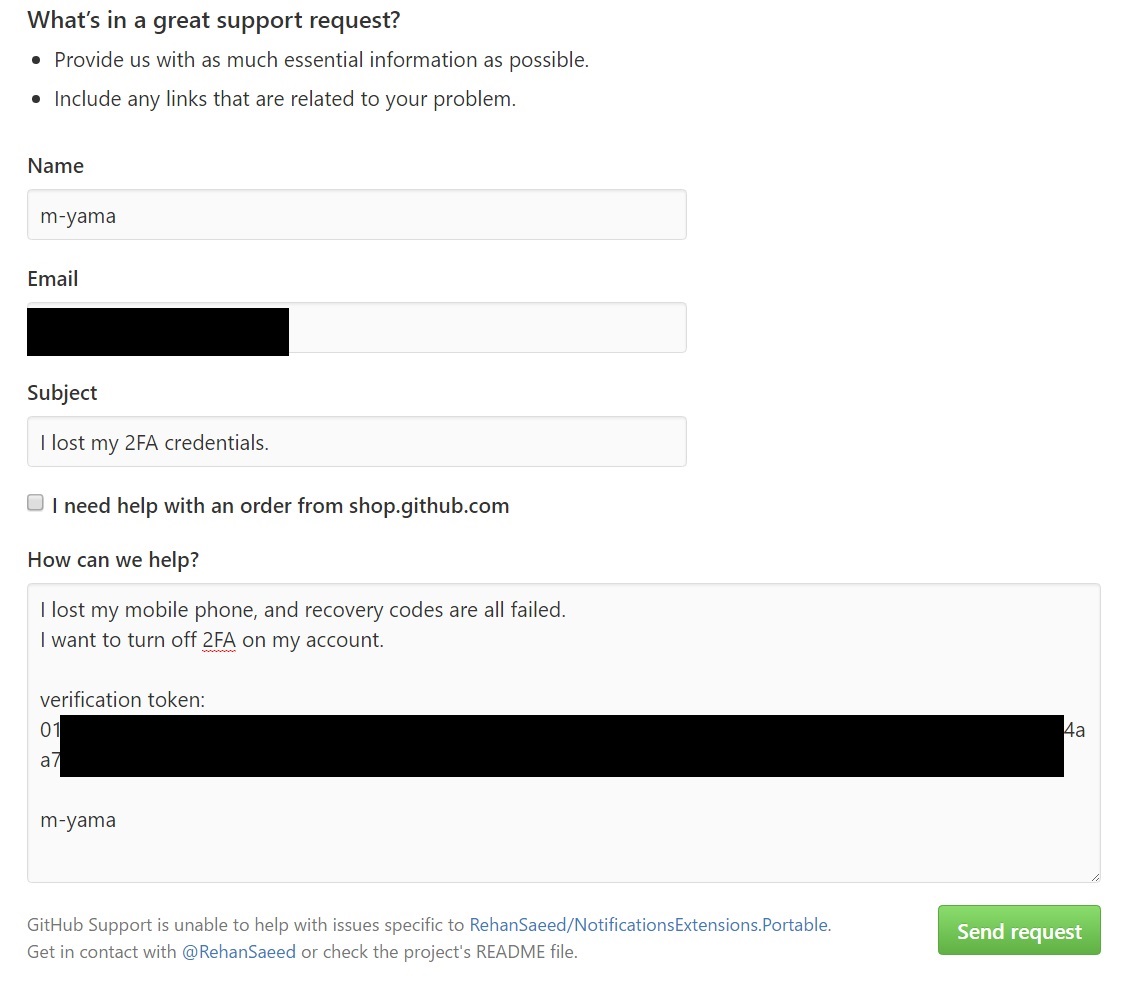 What's in a great support request?
Provide us with as much essential information as possible.
Include any links that are related to your problem.
Name
m-yama
Email
Subject
I lost my 2FA credentials.
I need help with an order from shop.github.com
How can we help?
I lost my mobile phone, and recovery codes are all failed.
I want to turn off 2FA on my account.
verification token:
01 4a
a7
m-yama
GitHub Support is unable to help with issues specific to RehanSaeed/NotificationsExtensions.Portable.
Get in contact with @RehanSaeed or check the project's README file.
Send request